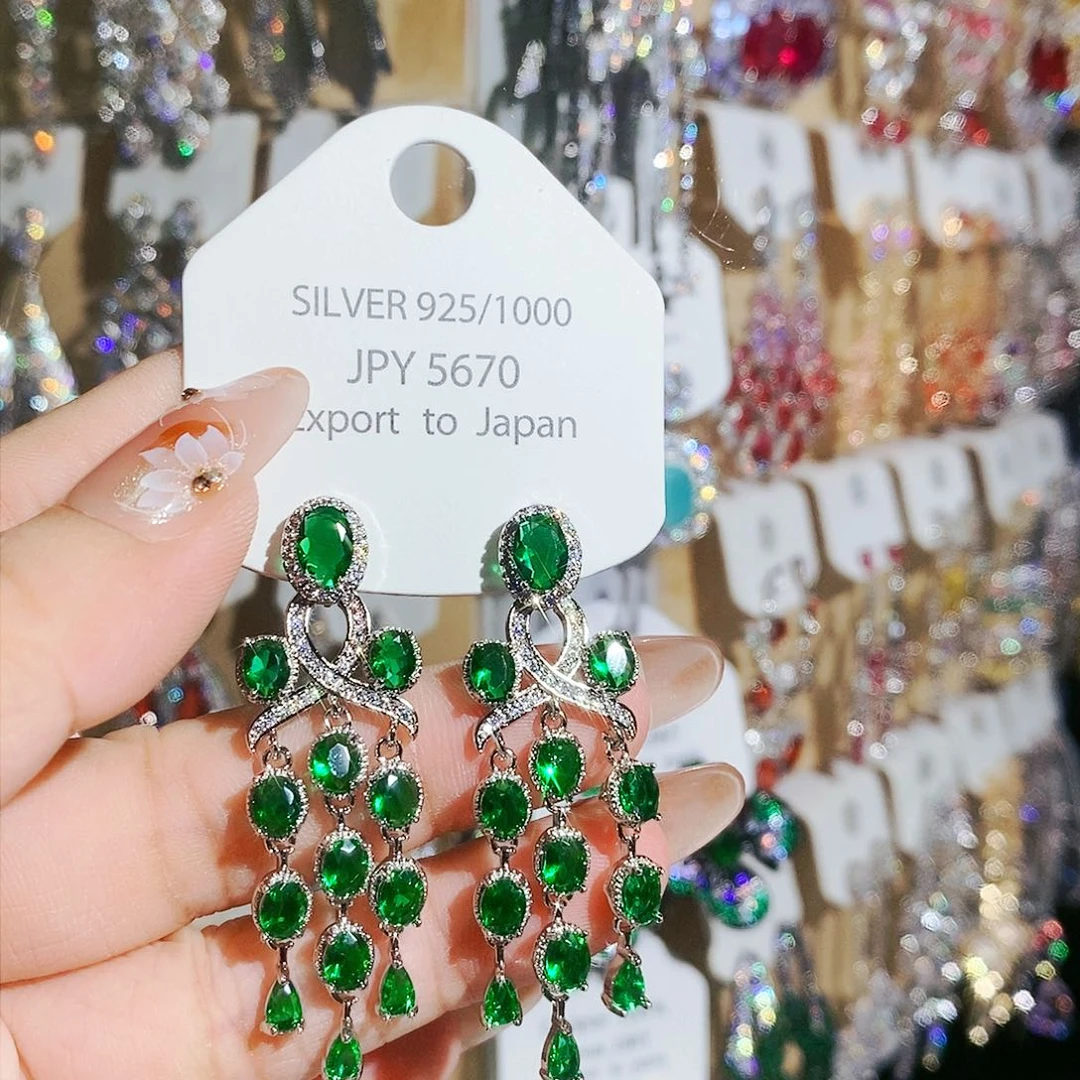 SILVER 925/1000
JPY 5670
Export to Japan